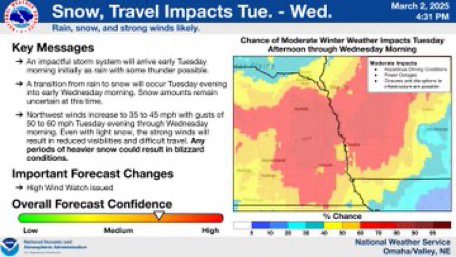 Snow, Travel Impacts Tue. - Wed.
March 2, 2025
4:31 PM
Rain, snow, and strong winds likely.
Key Messages
➔ An impactful storm system will arrive early Tuesday
morning initially as rain with some thunder possible.
➔ A transition from rain to snow will occur Tuesday evening
into early Wednesday morning. Snow amounts remain
uncertain at this time.
➔ Northwest winds increase to 35 to 45 mph with gusts of
50 to 60 mph Tuesday evening through Wednesday
morning. Even with light snow, the strong winds will
result in reduced visibilities and difficult travel. Any
periods of heavier snow could result in blizzard
conditions.
Important Forecast Changes
➔ High Wind Watch issued
Overall Forecast Confidence
Low Medium High
Chance of Moderate Winter Weather Impacts Tuesday
Afternoon through Wednesday Morning
Moderate Impacts
Hazardous Driving Conditions
Power Outages
Closures and disruptions to
infrastructure are possible
% Chance
5 10 20 30 40 50 60 70 80 90 95
National Oceanic and
Atmospheric Administration
National Weather Service
Omaha/Valley, NE